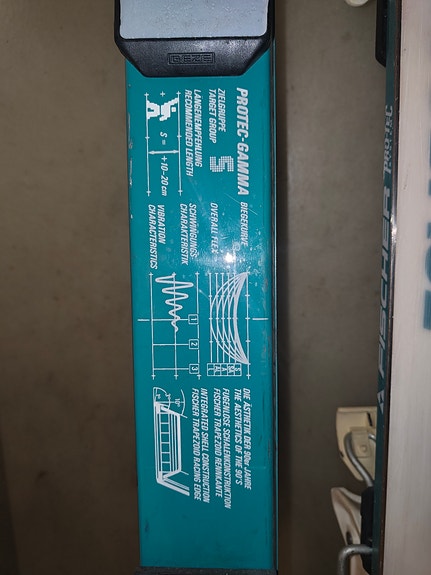 GEZE
PROTEC-GAMMA
ZIELGRUPPE
TARGET GROUP
S
LÄNGENEMPFEHLUNG
RECOMMENDED LENGTH
S = +10-20 cm
BIEGEKURVE
OVERALL FLEX
S
A
L
SCHWINGUNGS-
CHARAKTERISTIK
VIBRATION
CHARACTERISTICS
1
2
3
DIE ÄSTHETIK DER 90er JAHRE
THE AESTHETICS OF THE 90'S
FUGENLOSE SCHALENKONSTRUKTION
FISCHER TRAPEZOID RENNKANTE
INTEGRATED SHELL CONSTRUCTION
FISCHER TRAPEZOID RACING EDGE
FISCHER